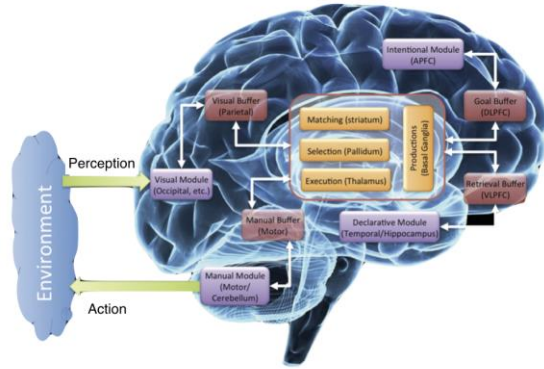 Intentional Module
(APFC)
Visual Buffer
(Parietal)
Goal Buffer
(DLPFC)
Matching (striatum)
Selection (Pallidum)
Execution (Thalamus)
Productions
(Basal Ganglia)
Environment
Perception
Visual Module
(Occipital, etc.)
Retrieval Buffer
(VLPFC)
Manual Buffer
(Motor)
Declarative Module
(Temporal/Hippocampus)
Manual Module
(Motor/
Cerebellum)
Action